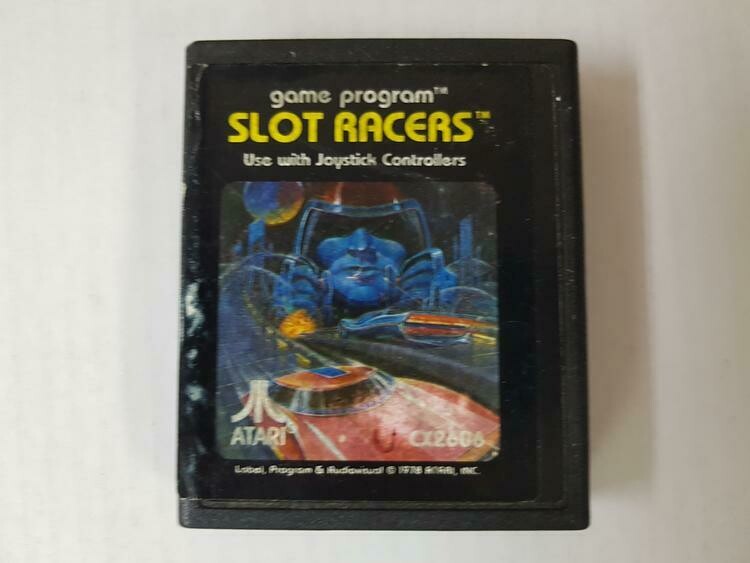 game program™
SLOT RACERS™
Use with Joystick Controllers
ATARI®
CX2606
Label, Program & Audiovisual © 1978 ATARI, INC.